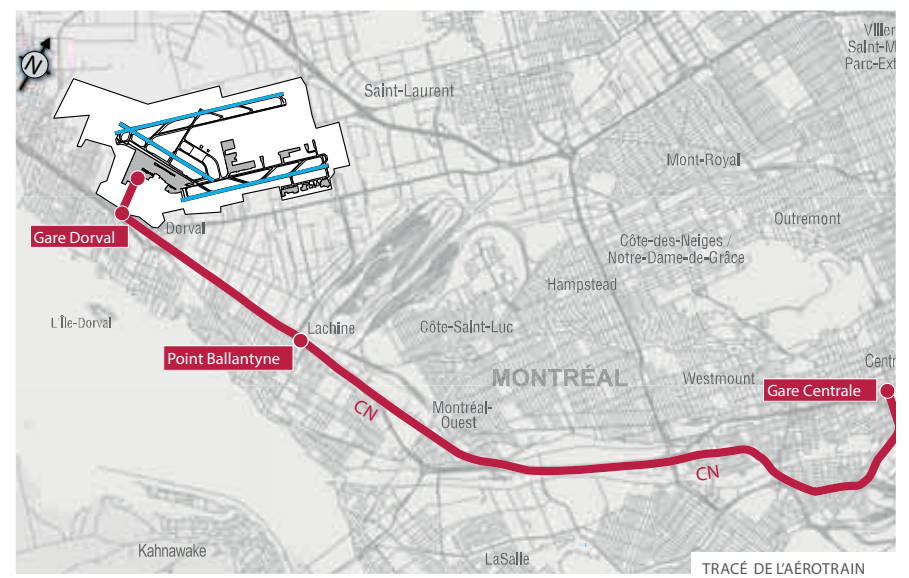 N
Viller
Saint-M
Parc-Ext
Saint-Laurent
Mont-Royal
Outremont
Gare Dorval
Dorval
Côte-des-Neiges /
Notre-Dame-de-Grâce
Hampstead
L'Île-Dorval
Lachine
Côte-Saint-Luc
Point Ballantyne
MONTRÉAL
Westmount
Centr
Gare Centrale
CN
Montréal-
Ouest
CN
Kahnawake
LaSalle
TRACÉ DE L'AÉROTRAIN